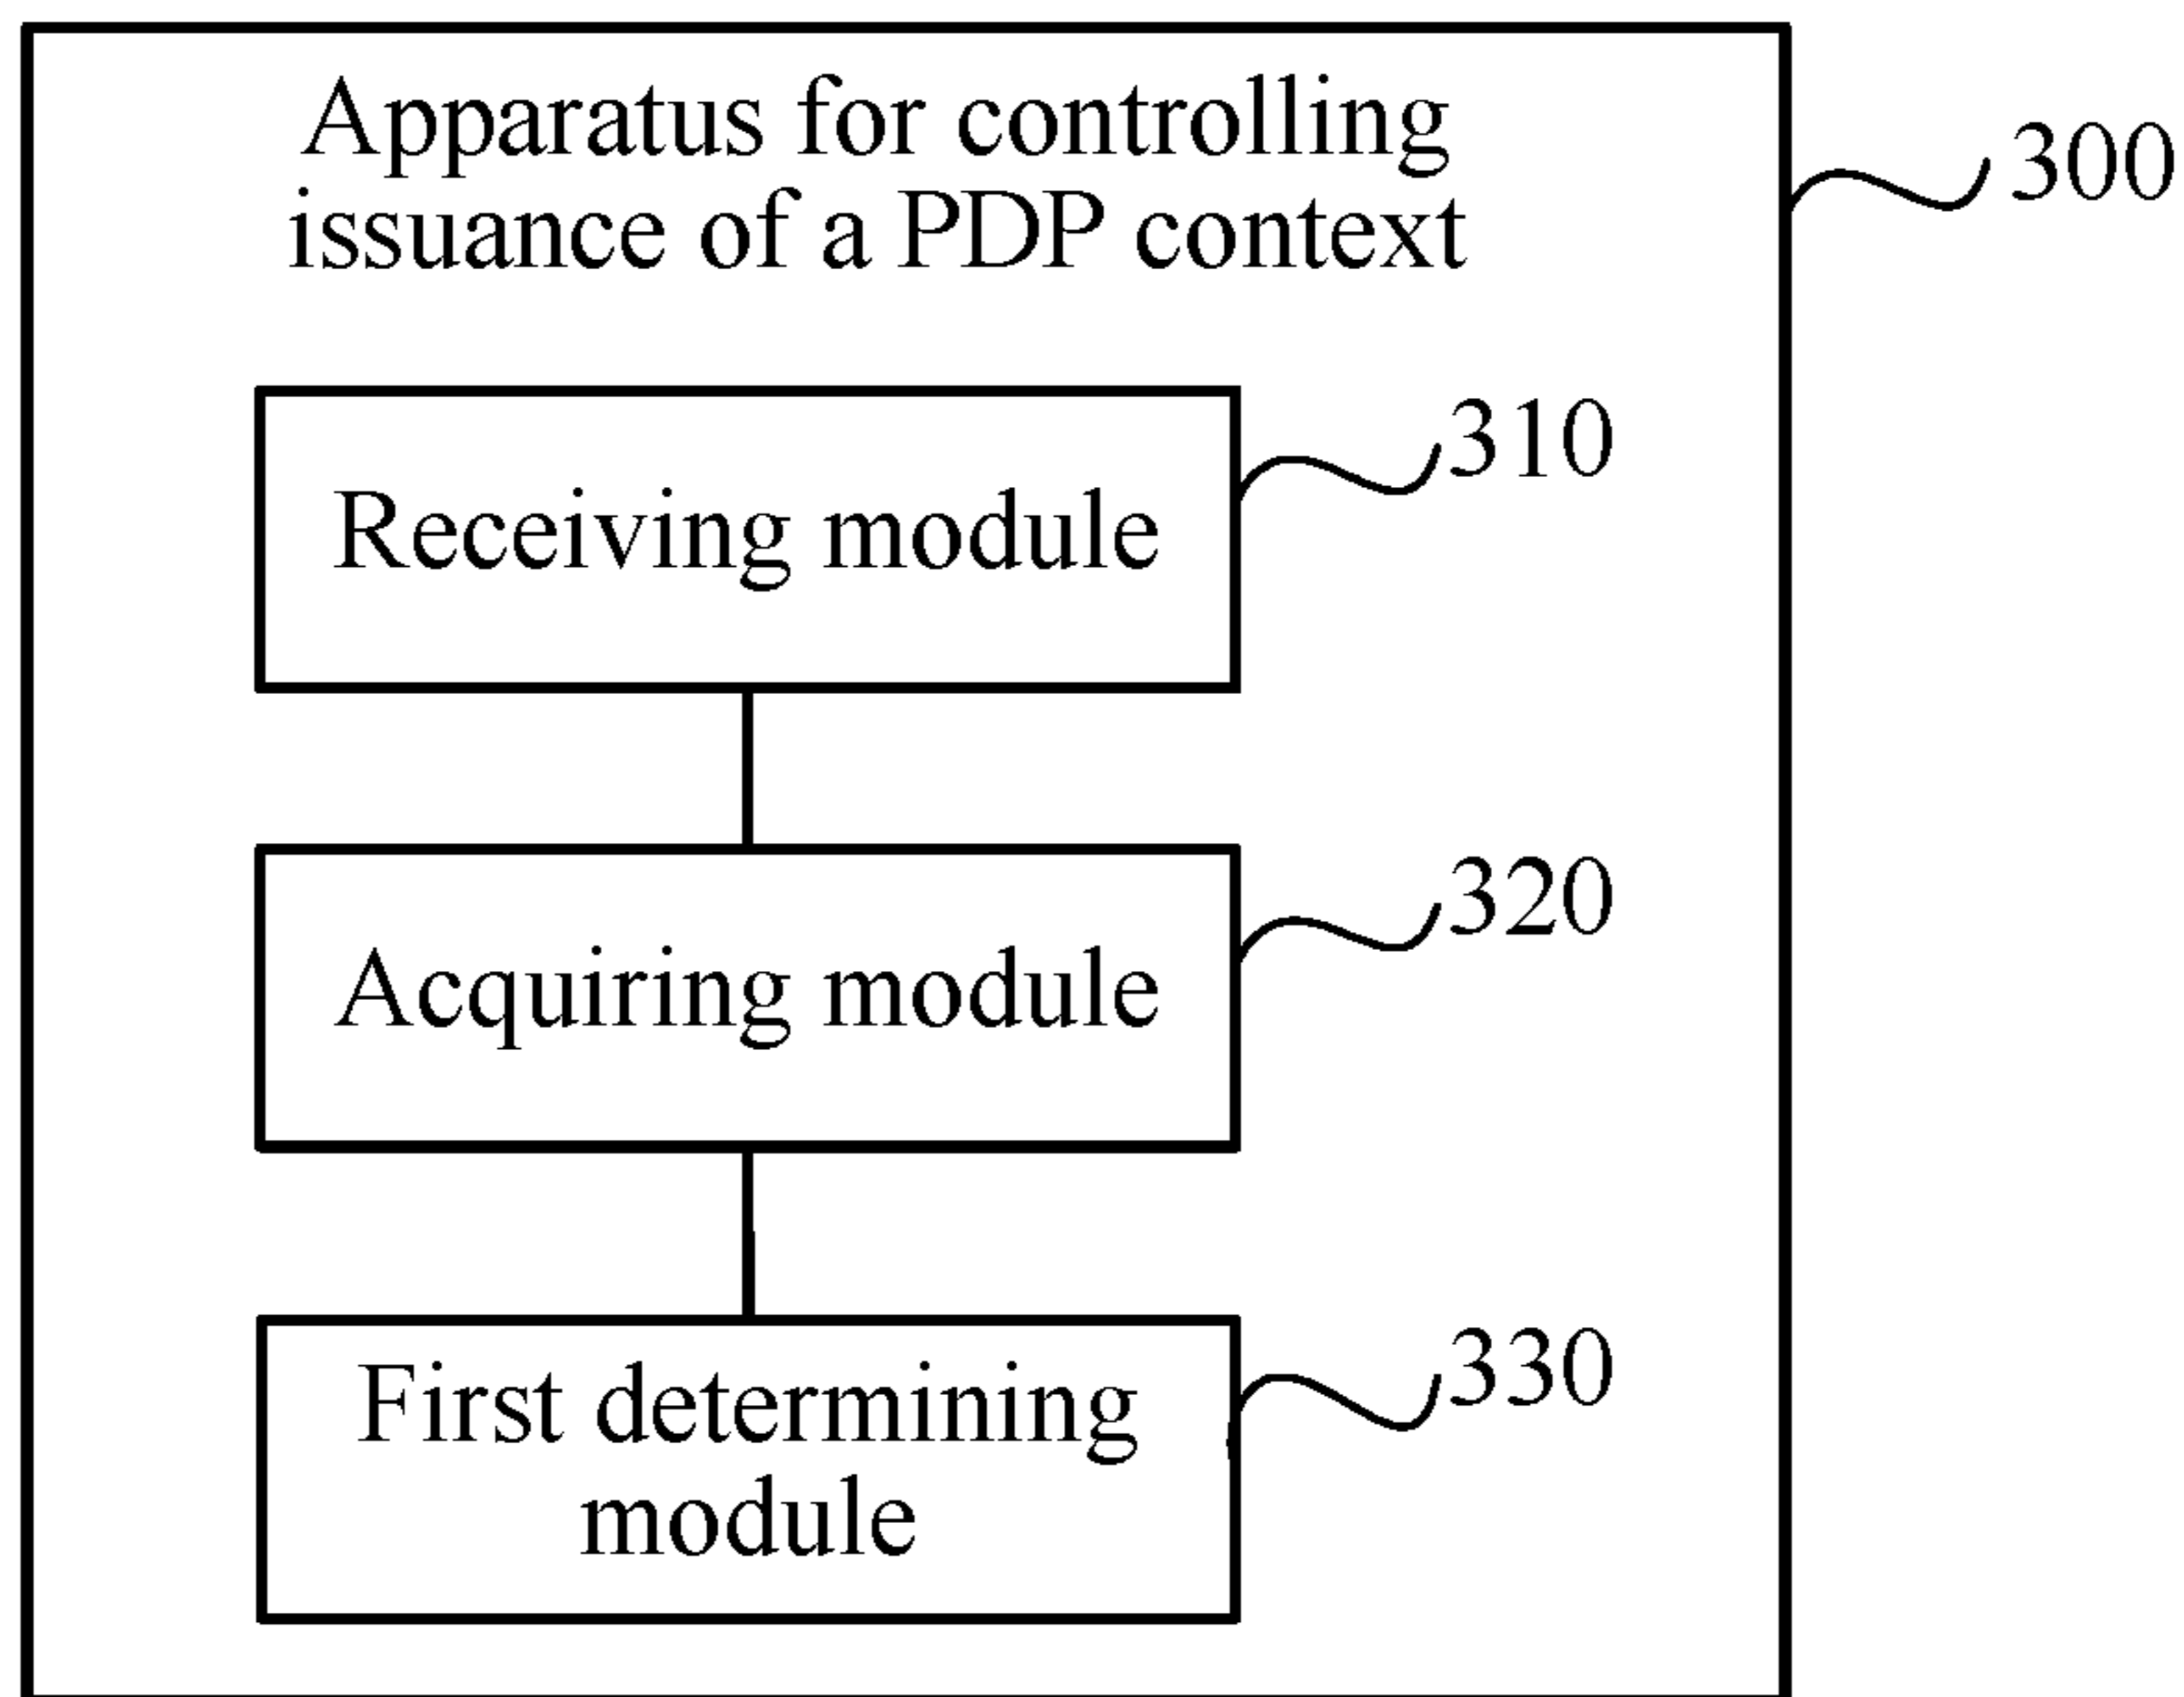 Apparatus for controlling
issuance of a PDP context
300
Receiving module
310
Acquiring module
320
First determining
module
330